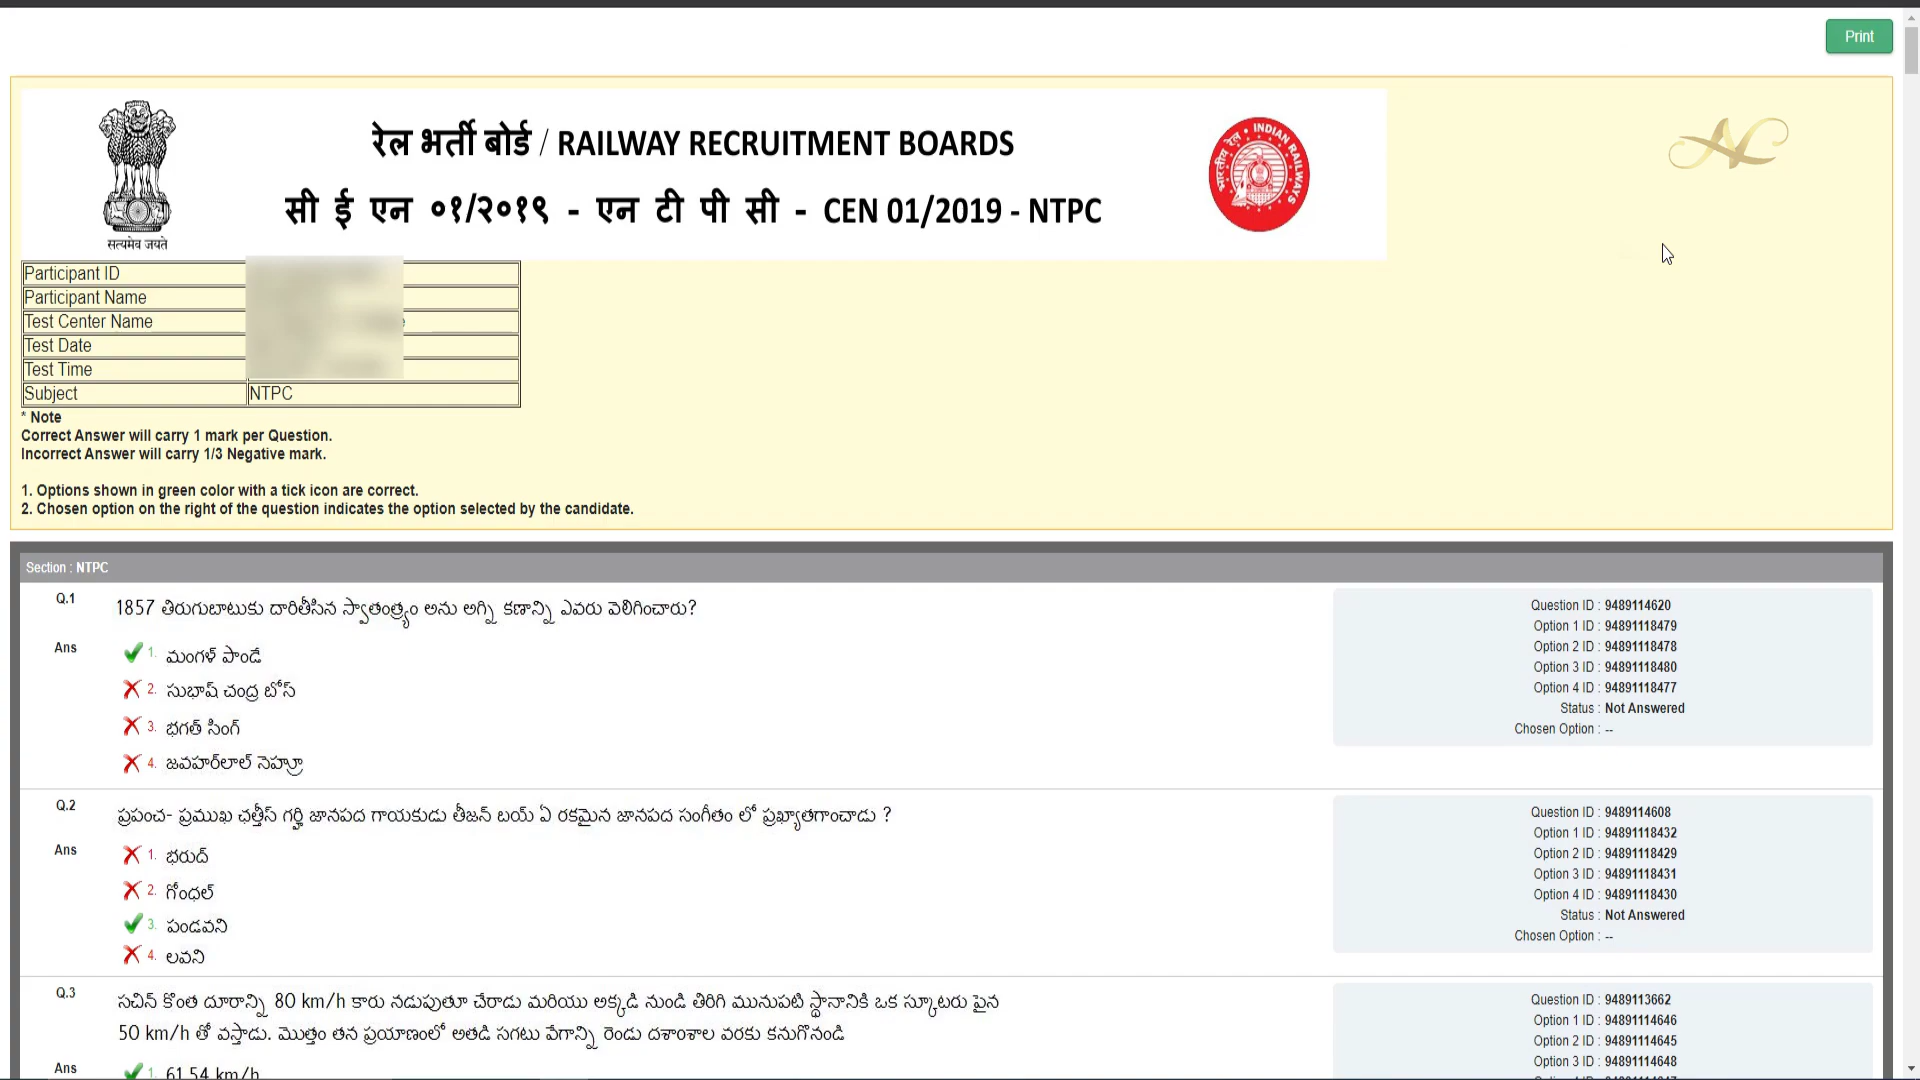 Print
रेल भर्ती बोर्ड / RAILWAY RECRUITMENT BOARDS
सी ई एन ०१/२०१९ - एन टी पी सी - CEN 01/2019 - NTPC
सत्यमेव जयते
भारतीय रेल • INDIAN RAILWAYS
Participant ID
Participant Name
Test Center Name
Test Date
Test Time
Subject NTPC
* Note
Correct Answer will carry 1 mark per Question.
Incorrect Answer will carry 1/3 Negative mark.
1. Options shown in green color with a tick icon are correct.
2. Chosen option on the right of the question indicates the option selected by the candidate.
Section : NTPC
Q.1 1857 తిరుగుబాటుకు దారితీసిన స్వాతంత్ర్యం అను అగ్ని కణాన్ని ఎవరు వెలిగించారు?
Ans 1. మంగళ్ పాండే
2. సుభాష్ చంద్ర బోస్
3. భగత్ సింగ్
4. జవహర్‌లాల్ నెహ్రూ
Question ID : 9489114620
Option 1 ID : 94891118479
Option 2 ID : 94891118478
Option 3 ID : 94891118480
Option 4 ID : 94891118477
Status : Not Answered
Chosen Option : --
Q.2 ప్రపంచ- ప్రముఖ ఛత్తీస్ గర్హి జానపద గాయకుడు తీజన్ బయ్ ఏ రకమైన జానపద సంగీతం లో ప్రఖ్యాతగాంచాడు ?
Ans 1. భరుద్
2. గోంధల్
3. పండవని
4. లవని
Question ID : 9489114608
Option 1 ID : 94891118432
Option 2 ID : 94891118429
Option 3 ID : 94891118431
Option 4 ID : 94891118430
Status : Not Answered
Chosen Option : --
Q.3 సచిన్ కొంత దూరాన్ని 80 km/h కారు నడుపుతూ చేరాడు మరియు అక్కడి నుండి తిరిగి మునుపటి స్థానానికి ఒక స్కూటరు పైన
50 km/h తో వస్తాడు. మొత్తం తన ప్రయాణంలో అతడి సగటు వేగాన్ని రెండు దశాంశాల వరకు కనుగొనండి
Ans 1. 61.54 km/h
Question ID : 9489113662
Option 1 ID : 94891114646
Option 2 ID : 94891114645
Option 3 ID : 94891114648